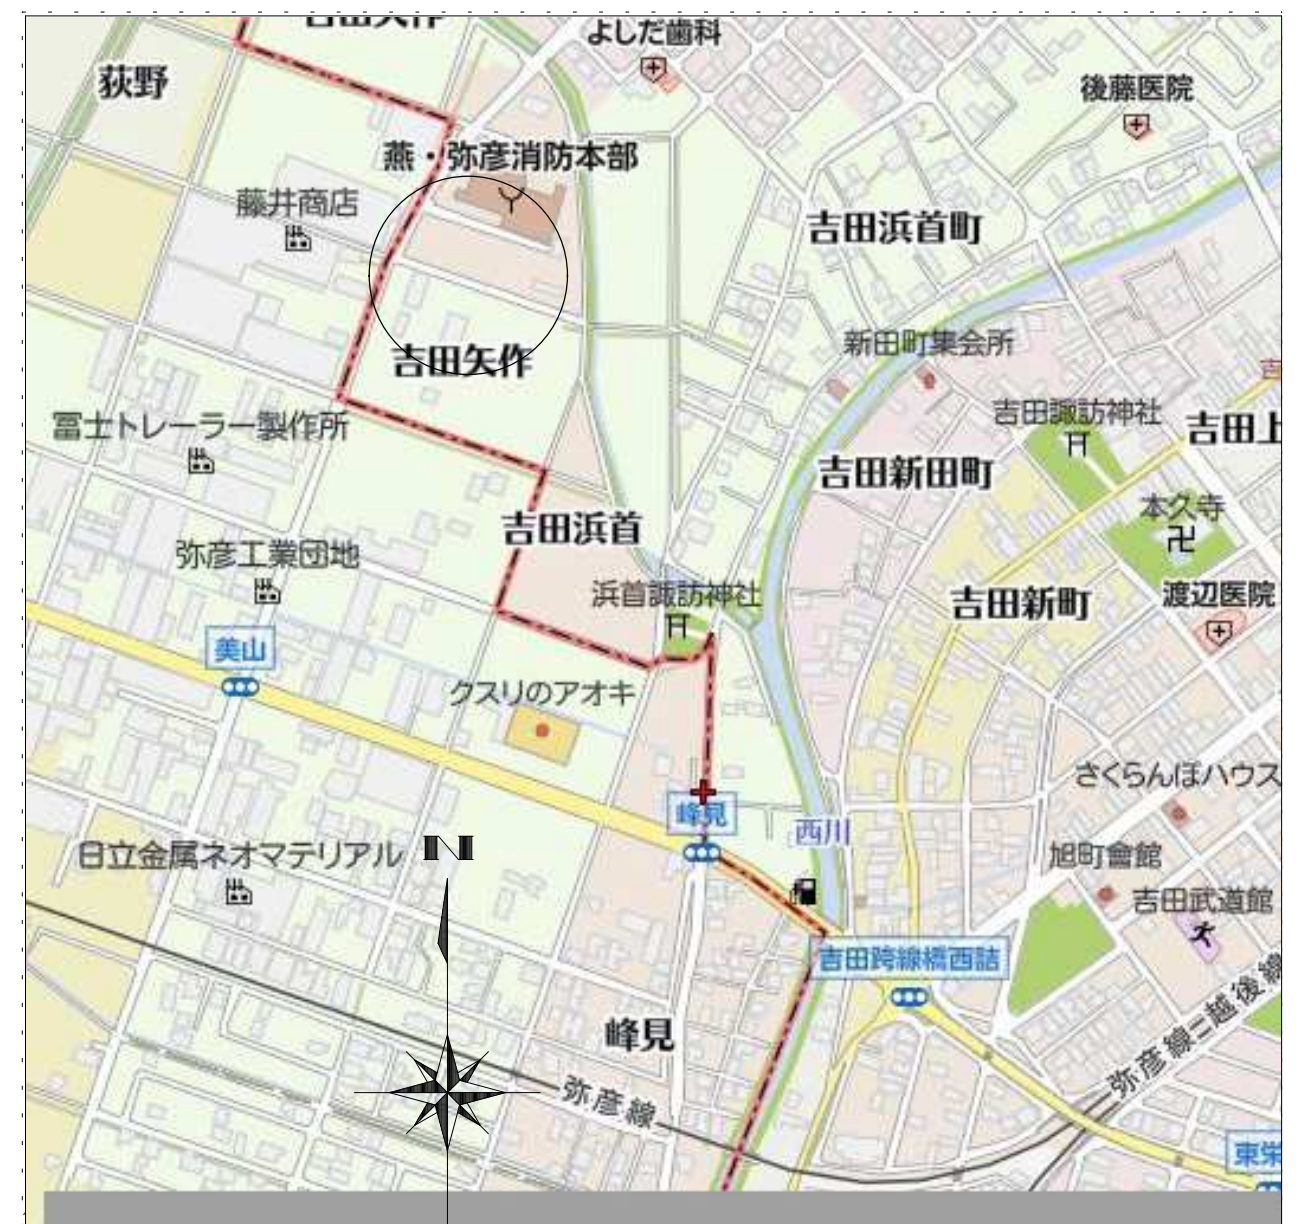 吉田矢作
よしだ歯科
荻野
後藤医院
燕・弥彦消防本部
藤井商店
吉田浜首町
新田町集会所
吉田矢作
吉田諏訪神社
冨士トレーラー製作所
吉田上
吉田新田町
本久寺
吉田浜首
弥彦工業団地
浜首諏訪神社
渡辺医院
吉田新町
美山
クスリのアオキ
さくらんぼハウス
峰見
西川
日立金属ネオマテリアル
N
旭町會館
吉田武道館
吉田跨線橋西詰
峰見
弥彦線=越後線
弥彦線
東栄